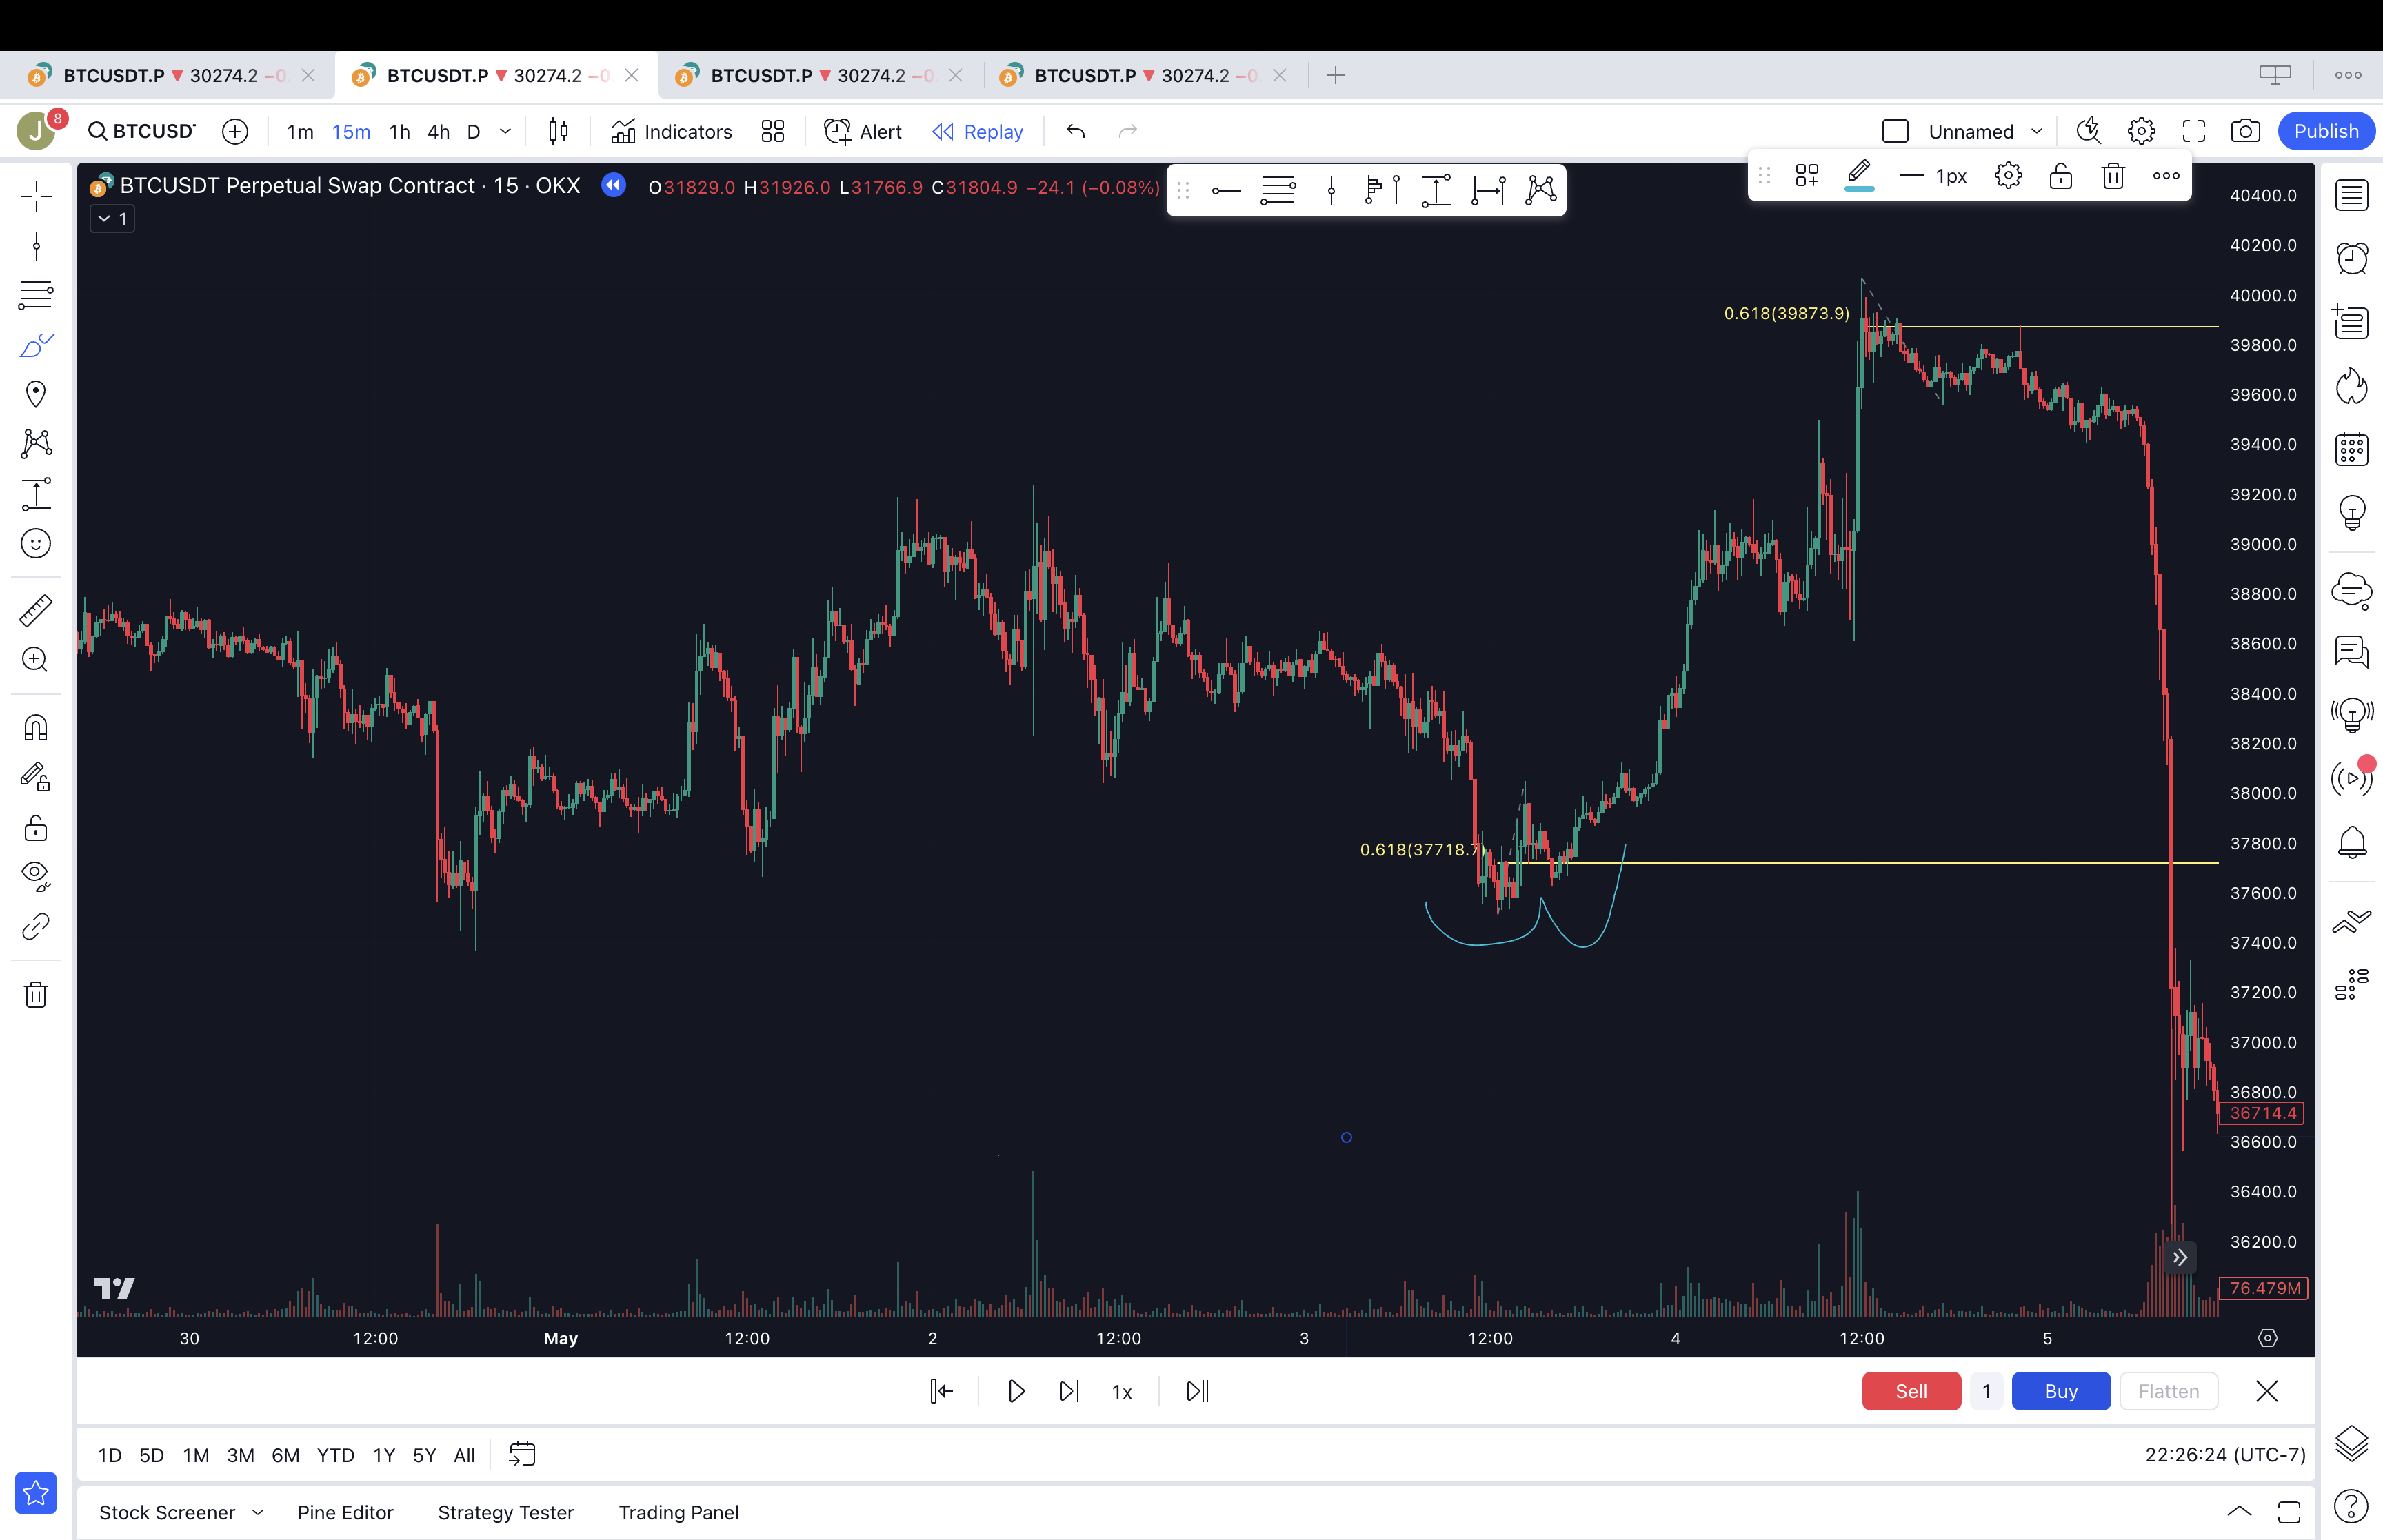 BTCUSDT.P ▼ 30274.2 −0 BTCUSDT.P ▼ 30274.2 −0 BTCUSDT.P ▼ 30274.2 −0 BTCUSDT.P ▼ 30274.2 −0
J 8 BTCUSD 1m 15m 1h 4h D Indicators Alert Replay Unnamed Publish
BTCUSDT Perpetual Swap Contract · 15 · OKX O31829.0 H31926.0 L31766.9 C31804.9 −24.1 (−0.08%)
1px
1
40400.0
40200.0
40000.0
0.618(39873.9)
39800.0
39600.0
39400.0
39200.0
39000.0
38800.0
38600.0
38400.0
38200.0
38000.0
37800.0
0.618(37718.7)
37600.0
37400.0
37200.0
37000.0
36800.0
36714.4
36600.0
36400.0
36200.0
76.479M
30 12:00 May 12:00 2 12:00 3 12:00 4 12:00 5
1x Sell 1 Buy Flatten
1D 5D 1M 3M 6M YTD 1Y 5Y All 22:26:24 (UTC-7)
Stock Screener Pine Editor Strategy Tester Trading Panel